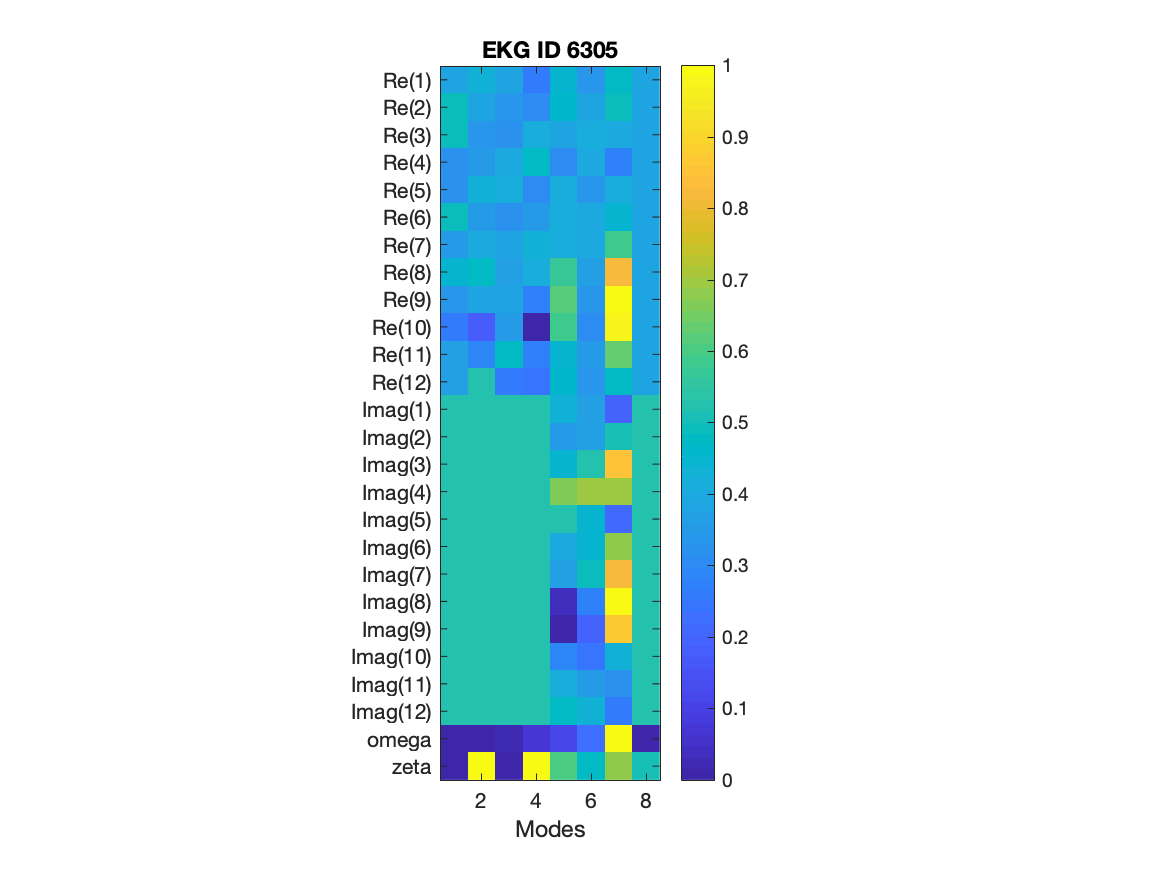 EKG ID 6305
Re(1)
Re(2)
Re(3)
Re(4)
Re(5)
Re(6)
Re(7)
Re(8)
Re(9)
Re(10)
Re(11)
Re(12)
Imag(1)
Imag(2)
Imag(3)
Imag(4)
Imag(5)
Imag(6)
Imag(7)
Imag(8)
Imag(9)
Imag(10)
Imag(11)
Imag(12)
omega
zeta
2 4 6 8
Modes
1
0.9
0.8
0.7
0.6
0.5
0.4
0.3
0.2
0.1
0